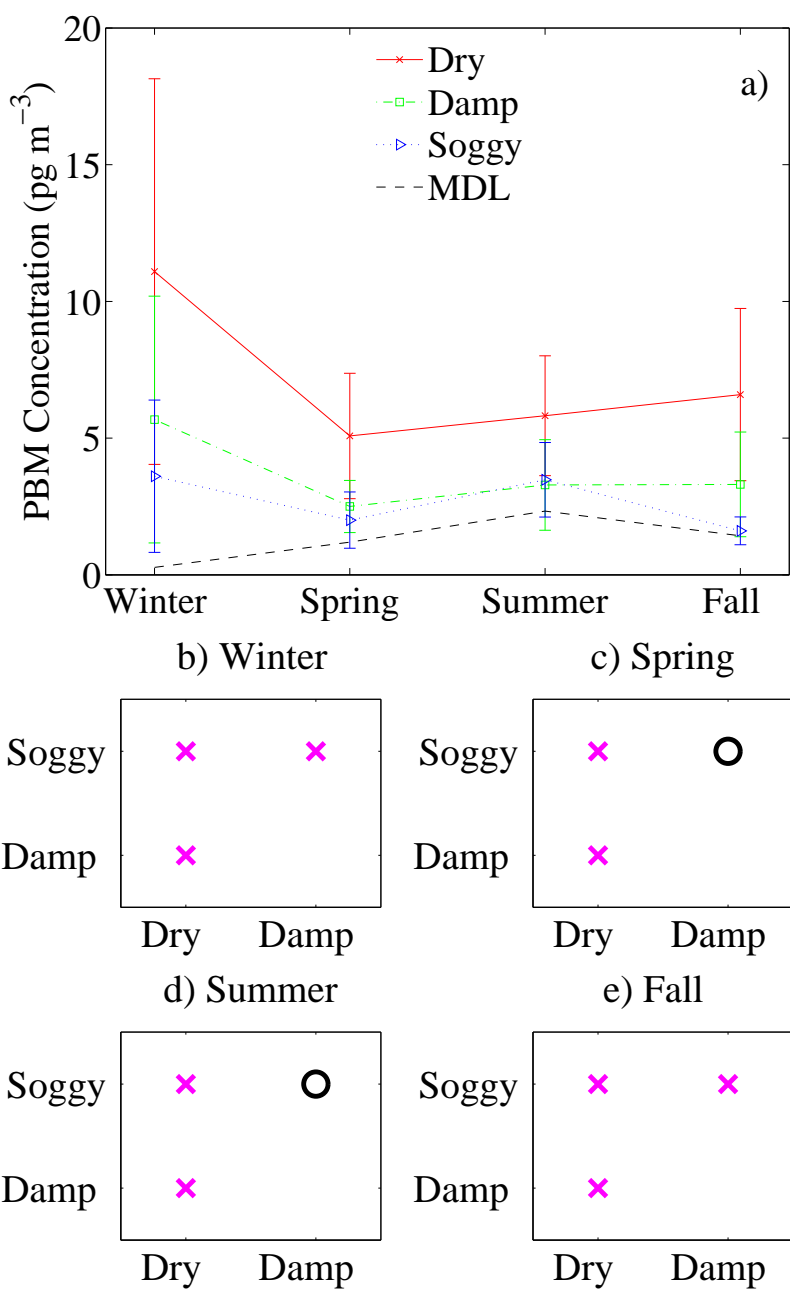 20
15
10
5
0
PBM Concentration (pg m⁻³)
Dry
Damp
Soggy
MDL
a)
Winter Spring Summer Fall
b) Winter
Soggy
Damp
Dry Damp
c) Spring
Soggy
Damp
Dry Damp
d) Summer
Soggy
Damp
Dry Damp
e) Fall
Soggy
Damp
Dry Damp